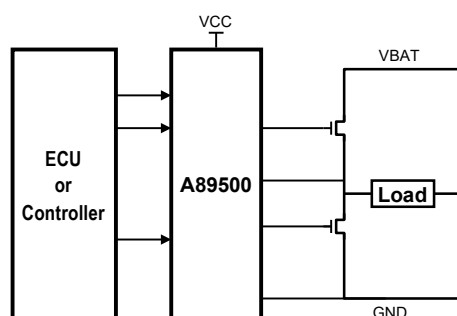 VCC
VBAT
ECU
or
Controller
A89500
Load
GND